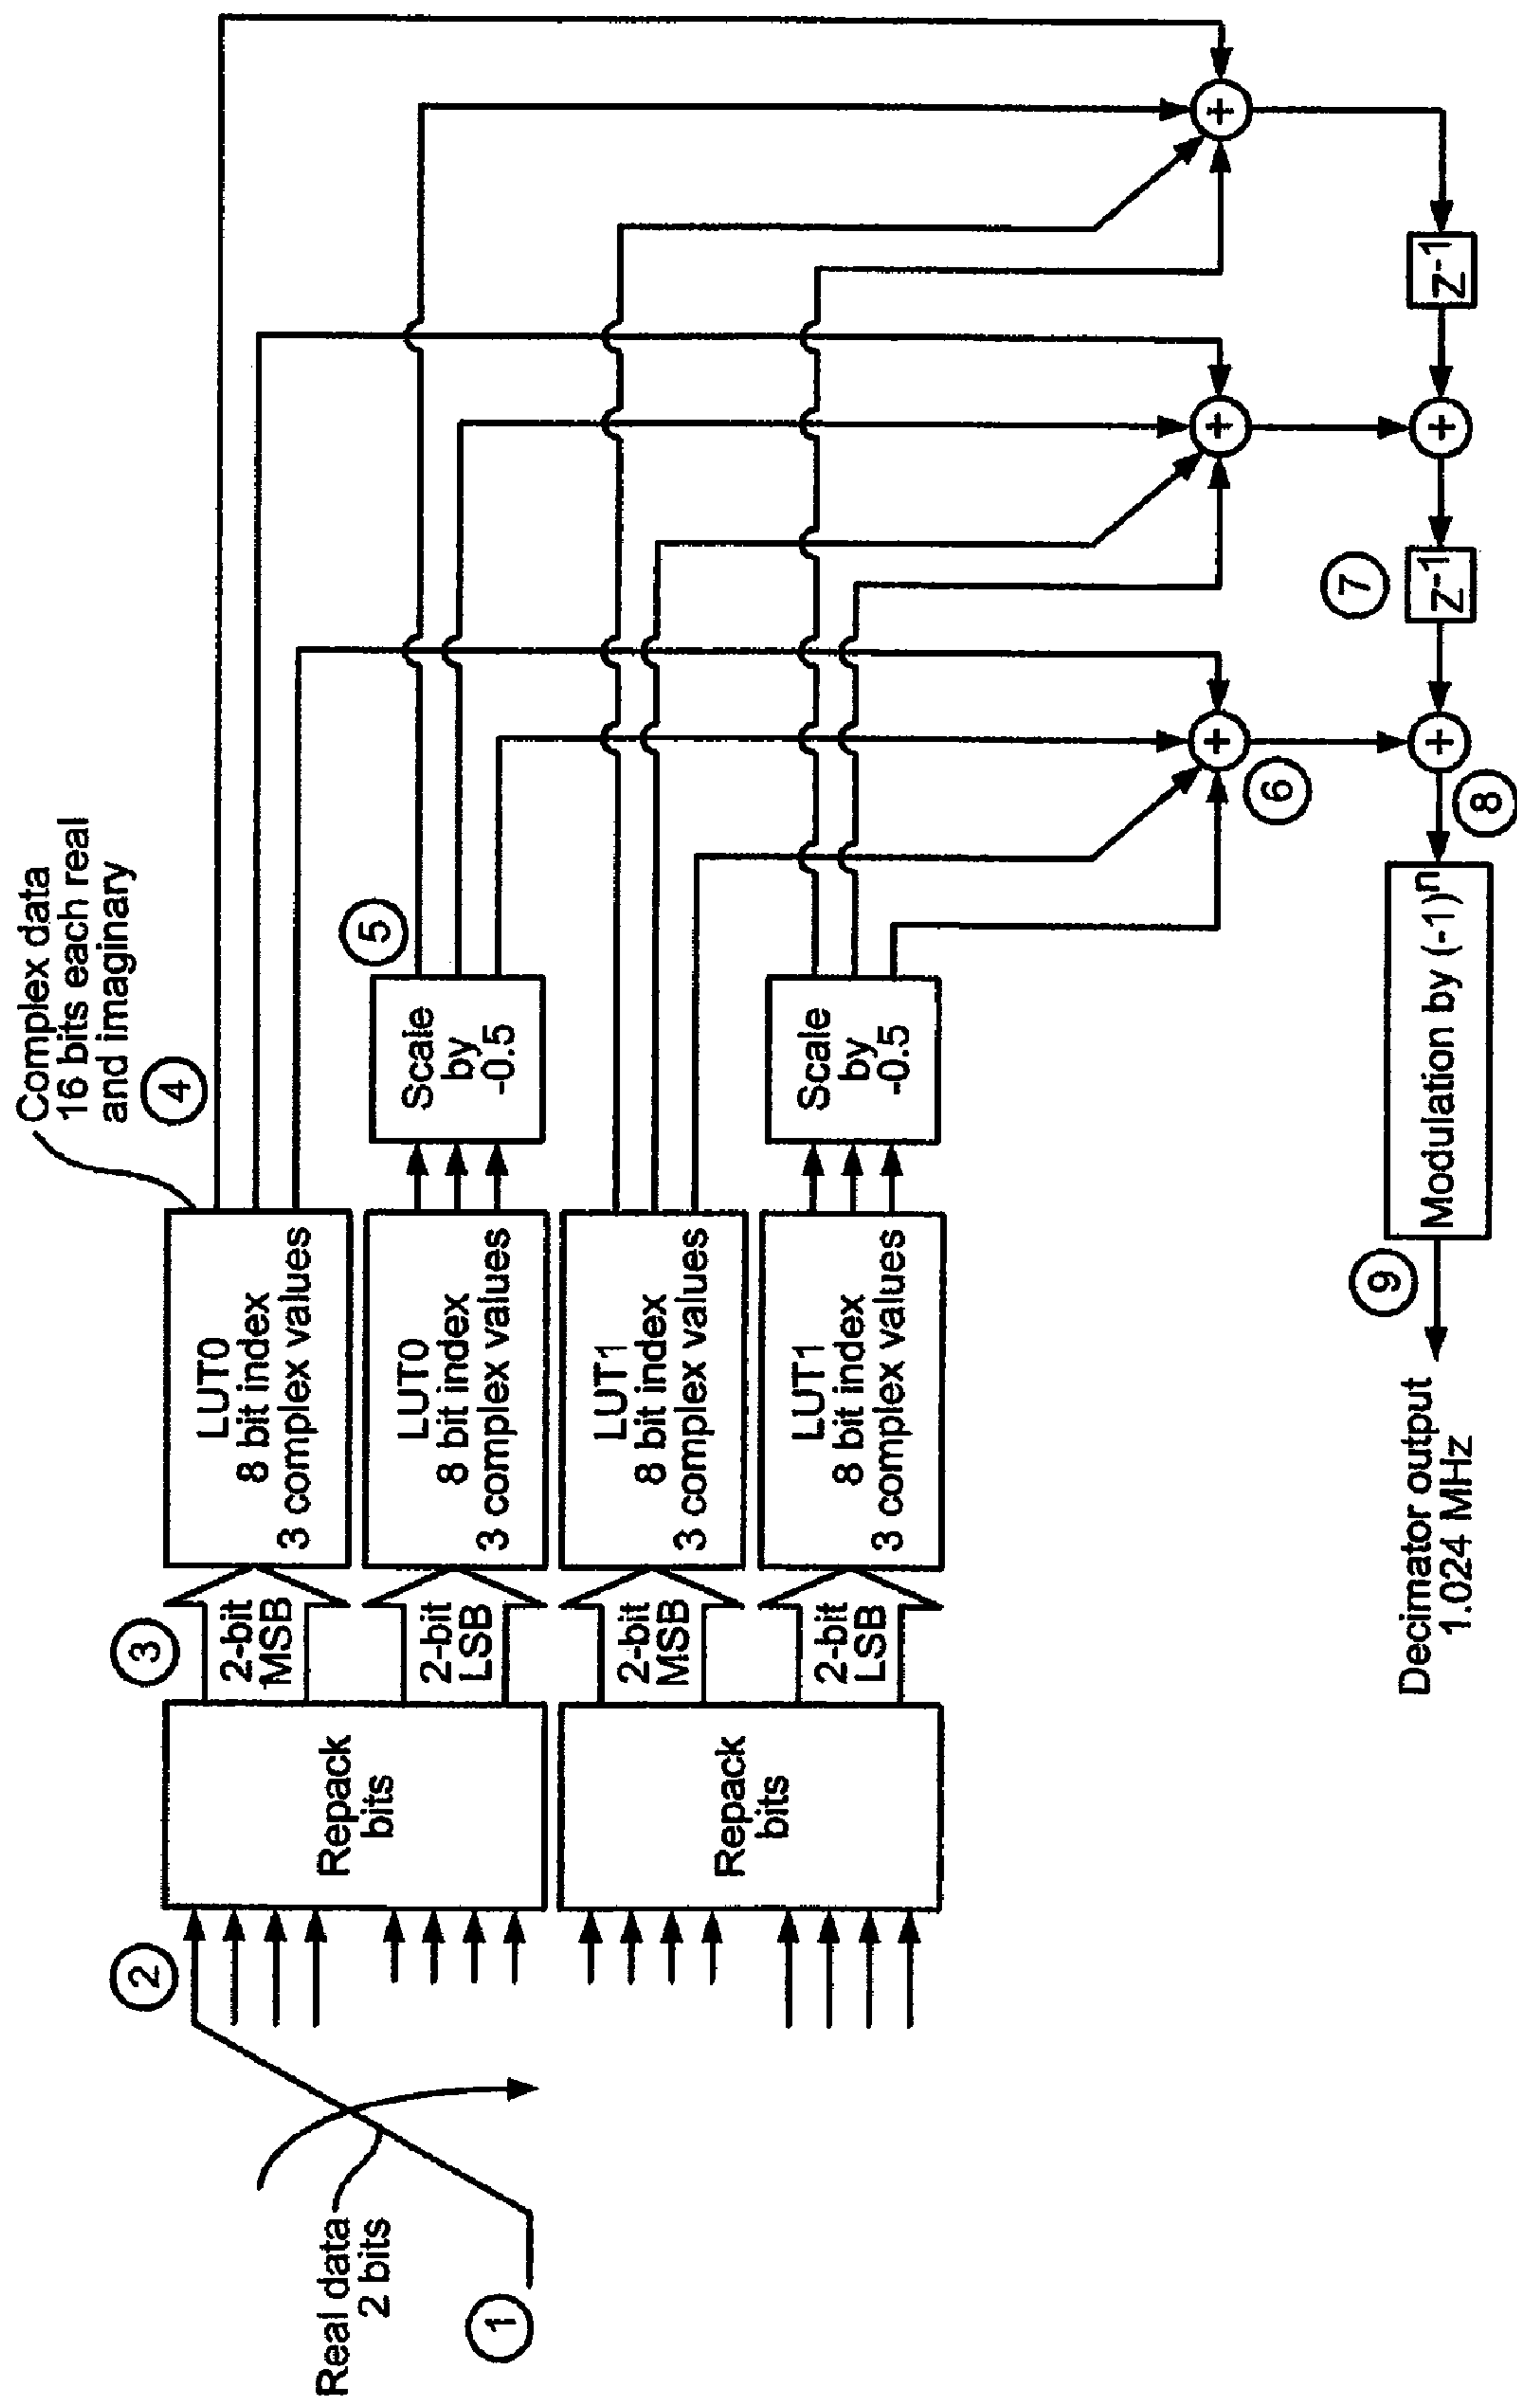 Real data
2 bits
1
2
Repack
bits
Repack
bits
3
2-bit
MSB
2-bit
LSB
2-bit
MSB
2-bit
LSB
LUT0
8 bit index
3 complex values
LUT0
8 bit index
3 complex values
LUT1
8 bit index
3 complex values
LUT1
8 bit index
3 complex values
Complex data
16 bits each real
and imaginary
4
Scale
by
-0.5
Scale
by
-0.5
5
+
+
+
6
z-1
+
z-1
7
+
8
Modulation by (-1)n
9
Decimator output
1.024 MHz